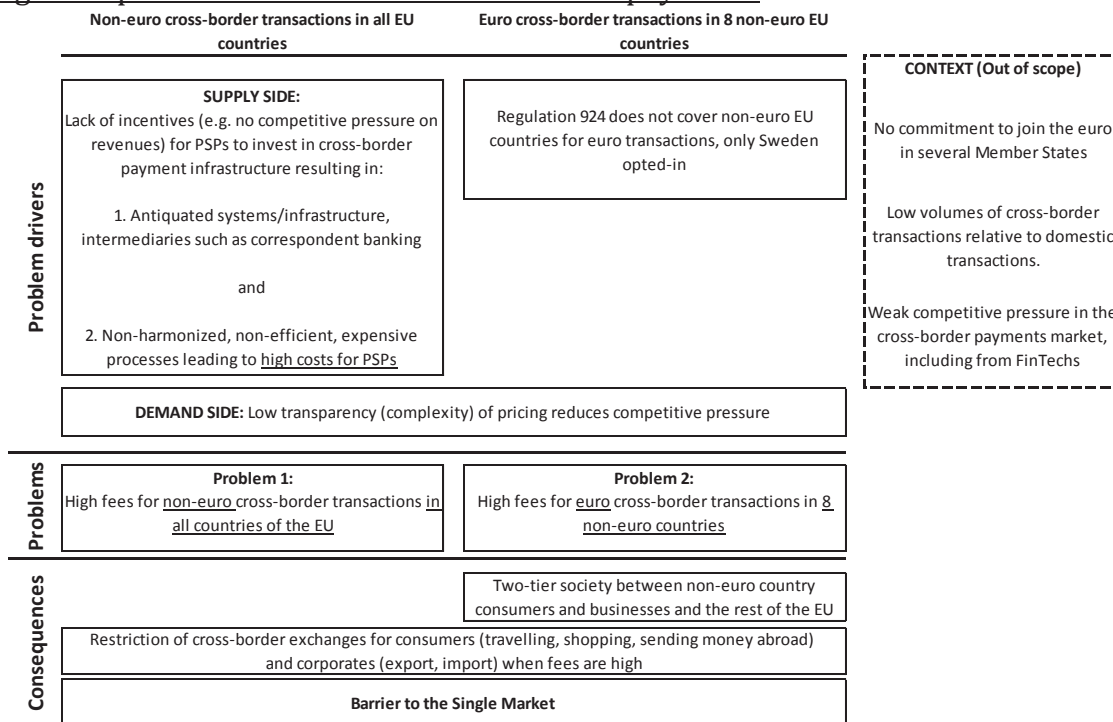 Non-euro cross-border transactions in all EU
countries
Euro cross-border transactions in 8 non-euro EU
countries
CONTEXT (Out of scope)
No commitment to join the euro
in several Member States
Low volumes of cross-border
transactions relative to domestic
transactions.
Weak competitive pressure in the
cross-border payments market,
including from FinTechs
Problem drivers
SUPPLY SIDE:
Lack of incentives (e.g. no competitive pressure on
revenues) for PSPs to invest in cross-border
payment infrastructure resulting in:
1. Antiquated systems/infrastructure,
intermediaries such as correspondent banking
and
2. Non-harmonized, non-efficient, expensive
processes leading to high costs for PSPs
Regulation 924 does not cover non-euro EU
countries for euro transactions, only Sweden
opted-in
DEMAND SIDE: Low transparency (complexity) of pricing reduces competitive pressure
Problems
Problem 1:
High fees for non-euro cross-border transactions in
all countries of the EU
Problem 2:
High fees for euro cross-border transactions in 8
non-euro countries
Consequences
Two-tier society between non-euro country
consumers and businesses and the rest of the EU
Restriction of cross-border exchanges for consumers (travelling, shopping, sending money abroad)
and corporates (export, import) when fees are high
Barrier to the Single Market